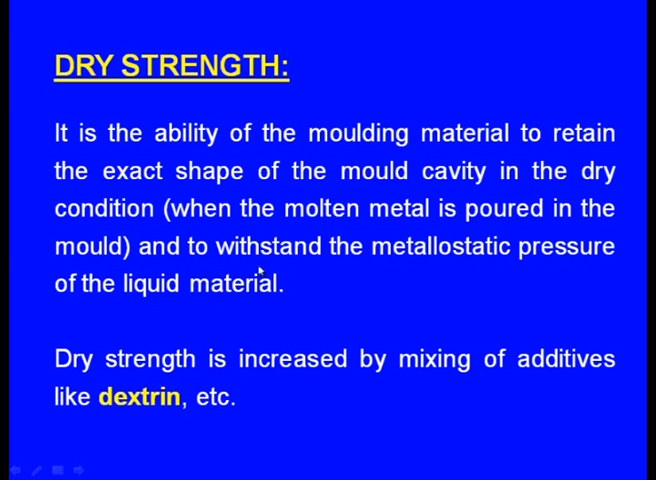 DRY STRENGTH:
It is the ability of the moulding material to retain
the exact shape of the mould cavity in the dry
condition (when the molten metal is poured in the
mould) and to withstand the metallostatic pressure
of the liquid material.
Dry strength is increased by mixing of additives
like dextrin, etc.